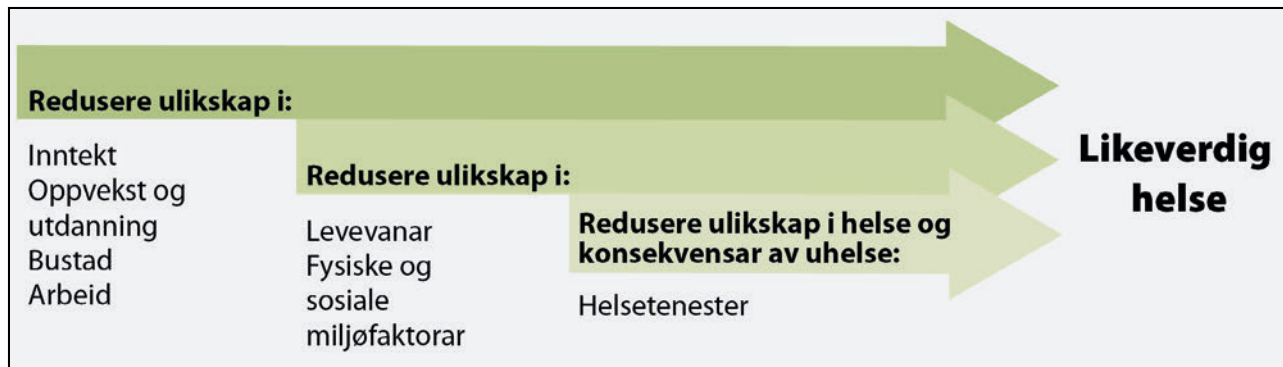 Redusere ulikskap i:
Inntekt
Oppvekst og
utdanning
Bustad
Arbeid
Redusere ulikskap i:
Levevanar
Fysiske og
sosiale
miljøfaktorar
Redusere ulikskap i helse og
konsekvensar av uhelse:
Helsetenester
Likeverdig
helse